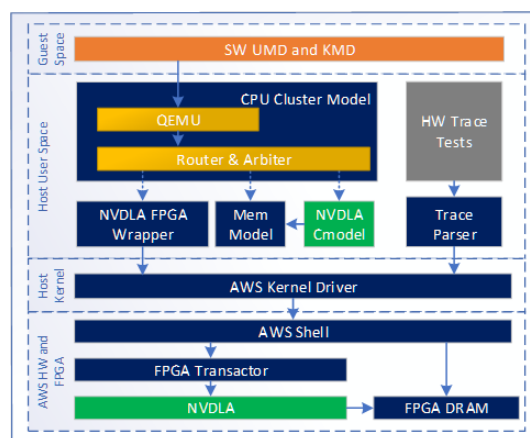 Guest
Space
SW UMD and KMD
Host User Space
CPU Cluster Model
QEMU
Router & Arbiter
HW Trace
Tests
NVDLA FPGA
Wrapper
Mem
Model
NVDLA
Cmodel
Trace
Parser
Host
Kernel
AWS Kernel Driver
AWS HW and
FPGA
AWS Shell
FPGA Transactor
NVDLA
FPGA DRAM